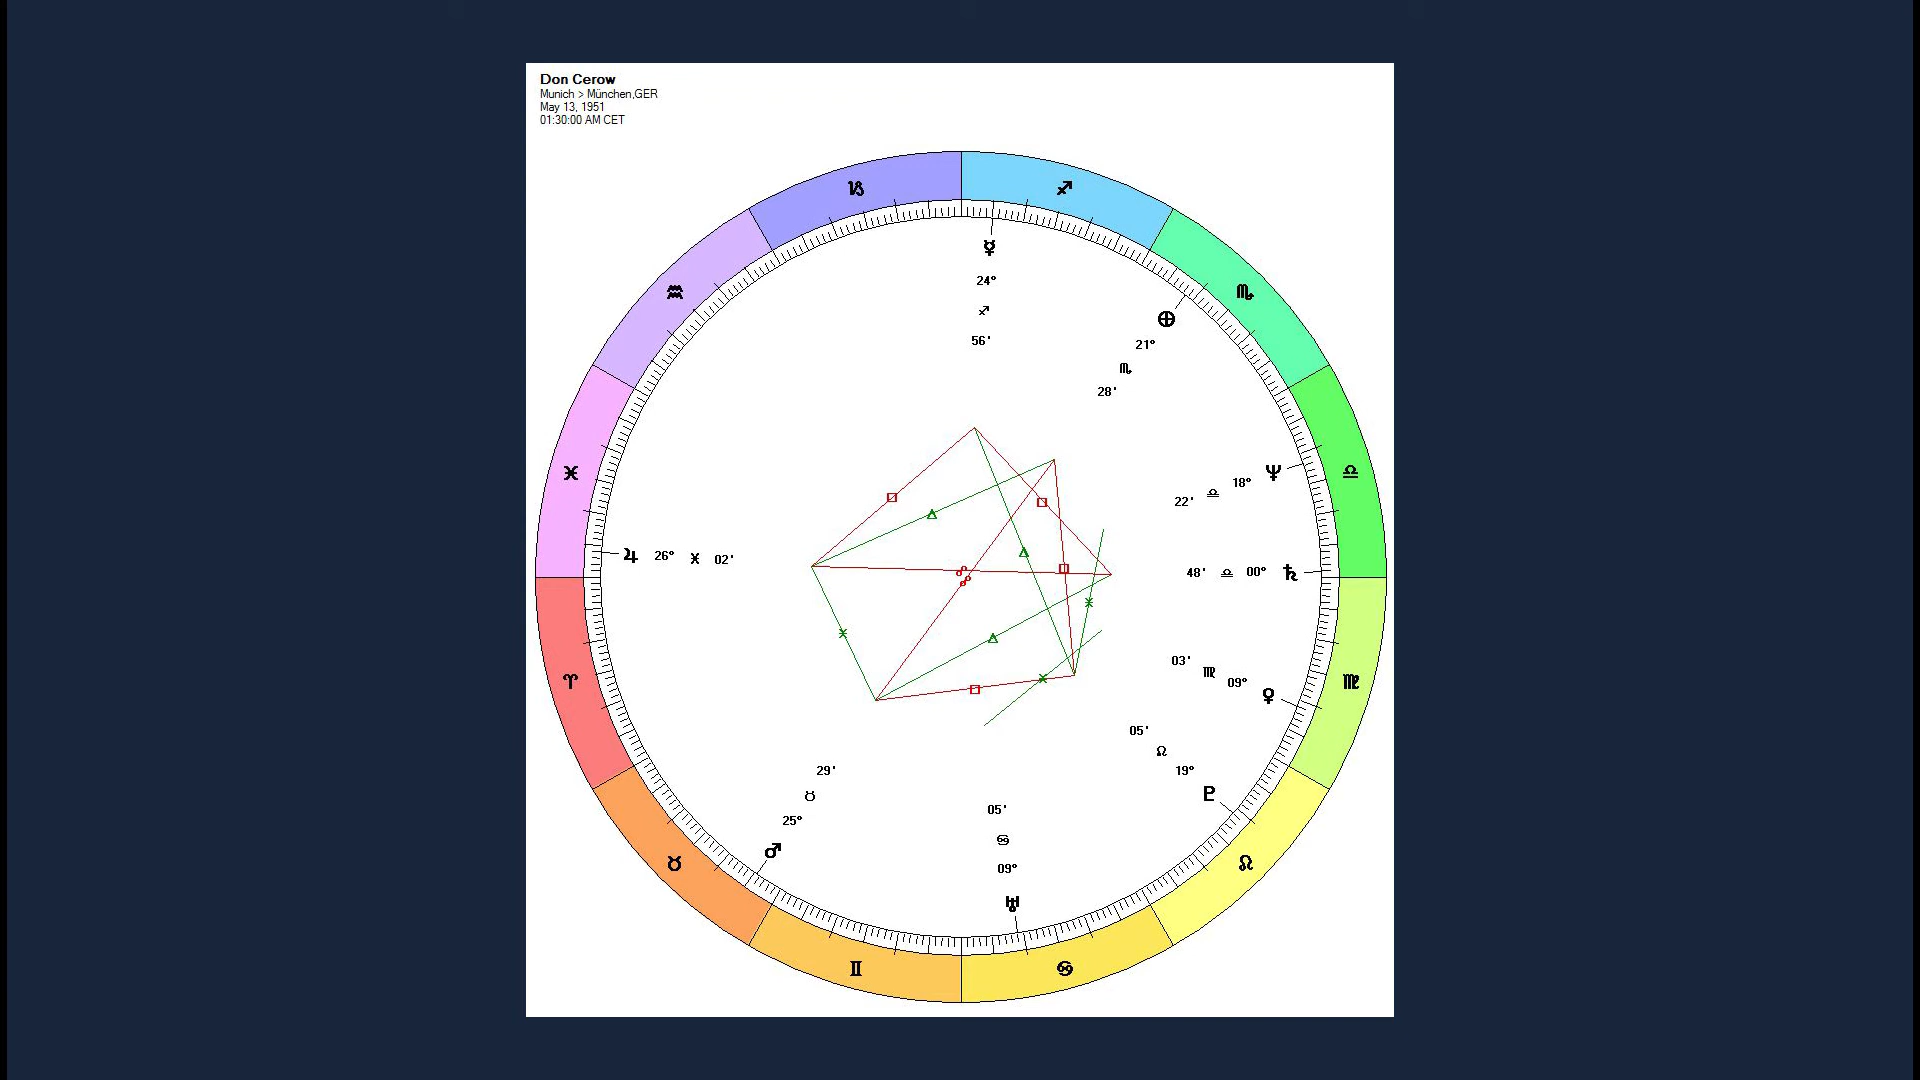 Don Cerow
Munich > München,GER
May 13, 1951
01:30:00 AM CET
♑ ♐
☿
24°
♐
56'
♒ ♏
⊕
21°
♏
28'
♓ ♎
♆ 18° ♎ 22'
♃ 26° ♓ 02'
48' ♎ 00° ♄
♈ ♍
03' ♍ 09° ♀
05' ♌ 19° ♇
29'
♉
25°
♂
05'
♋
09°
♅
♉ ♌
♊ ♋